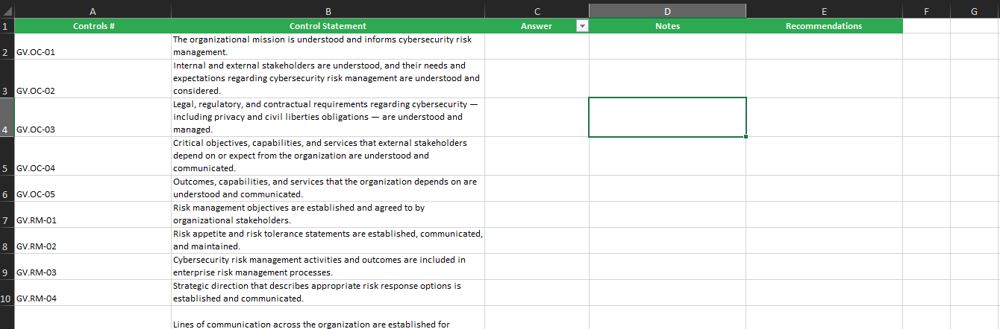 A B C D E F G
1 Controls # Control Statement Answer Notes Recommendations
The organizational mission is understood and informs cybersecurity risk
2 GV.OC-01 management.
Internal and external stakeholders are understood, and their needs and
expectations regarding cybersecurity risk management are understood and
3 GV.OC-02 considered.
Legal, regulatory, and contractual requirements regarding cybersecurity —
including privacy and civil liberties obligations — are understood and
4 GV.OC-03 managed.
Critical objectives, capabilities, and services that external stakeholders
depend on or expect from the organization are understood and
5 GV.OC-04 communicated.
Outcomes, capabilities, and services that the organization depends on are
6 GV.OC-05 understood and communicated.
Risk management objectives are established and agreed to by
7 GV.RM-01 organizational stakeholders.
Risk appetite and risk tolerance statements are established, communicated,
8 GV.RM-02 and maintained.
Cybersecurity risk management activities and outcomes are included in
9 GV.RM-03 enterprise risk management processes.
Strategic direction that describes appropriate risk response options is
10 GV.RM-04 established and communicated.
Lines of communication across the organization are established for